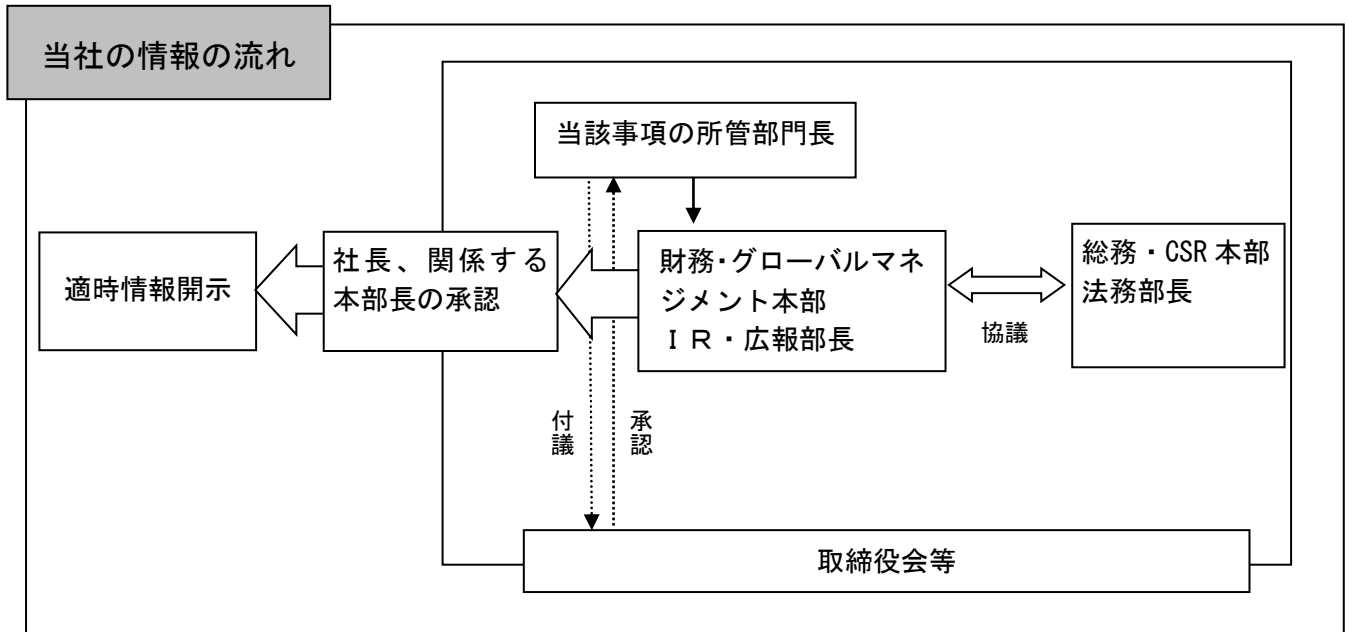 当社の情報の流れ
当該事項の所管部門長
適時情報開示
社長、関係する
本部長の承認
財務・グローバルマネ
ジメント本部
ＩＲ・広報部長
協議
総務・CSR本部
法務部長
付議
承認
取締役会等